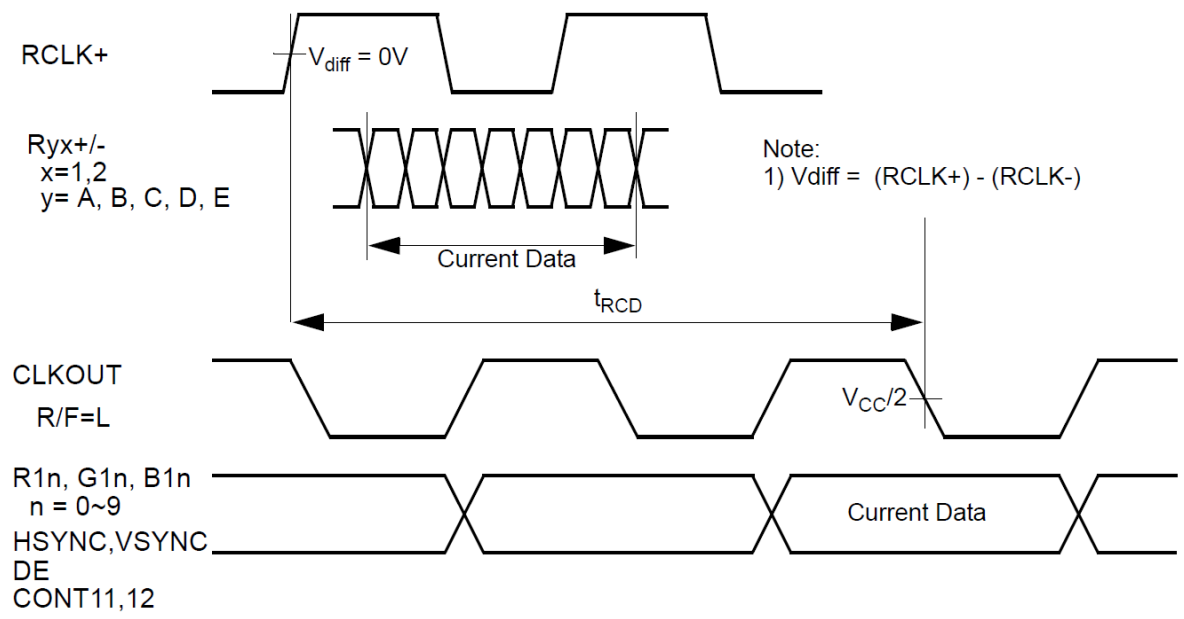 RCLK+
Vdiff = 0V
Ryx+/-
x=1,2
y= A, B, C, D, E
Note:
1) Vdiff = (RCLK+) - (RCLK-)
Current Data
tRCD
CLKOUT
R/F=L
VCC/2
R1n, G1n, B1n
n = 0~9
HSYNC,VSYNC
DE
CONT11,12
Current Data